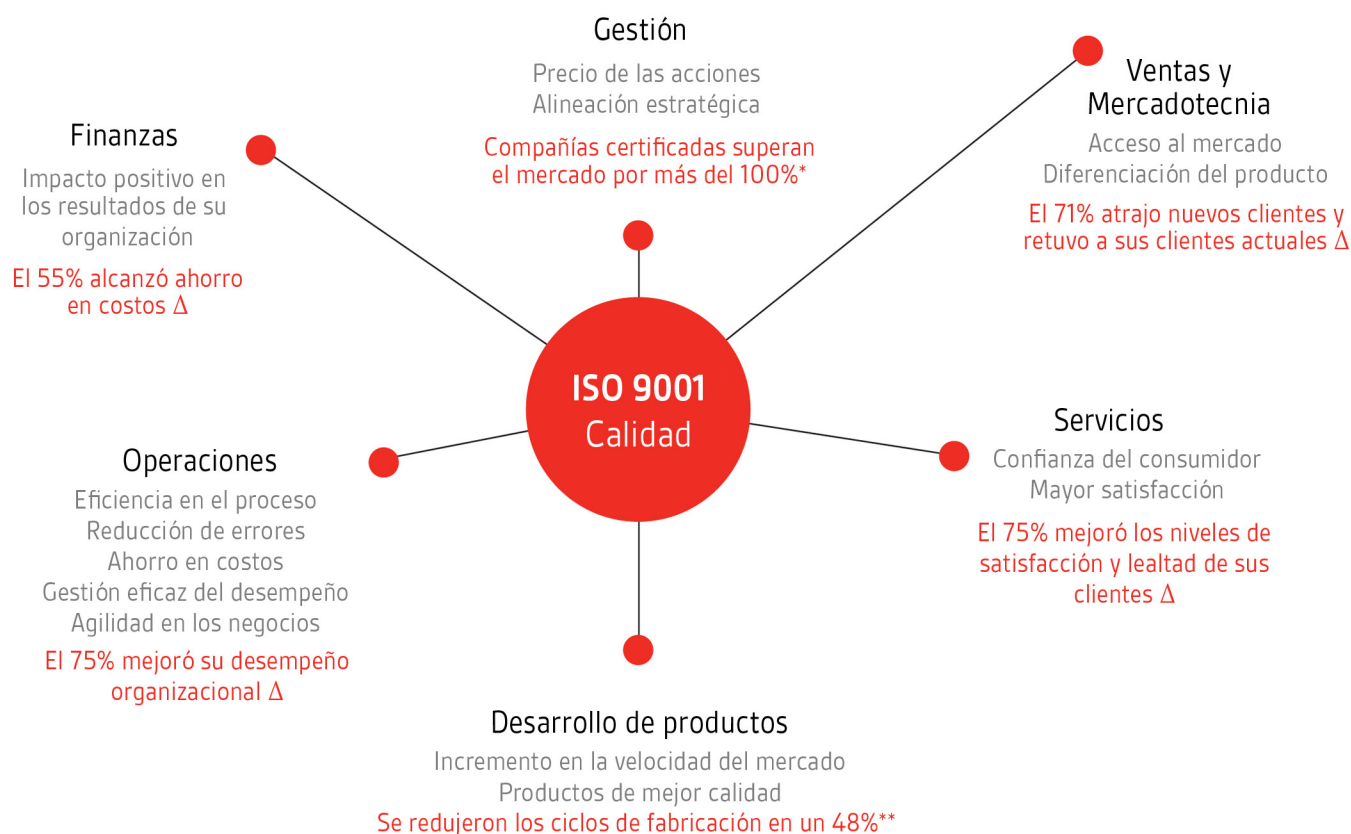 Gestión
Precio de las acciones
Alineación estratégica
Compañías certificadas superan
el mercado por más del 100%*
Ventas y
Mercadotecnia
Acceso al mercado
Diferenciación del producto
El 71% atrajo nuevos clientes y
retuvo a sus clientes actuales Δ
Finanzas
Impacto positivo en
los resultados de su
organización
El 55% alcanzó ahorro
en costos Δ
ISO 9001
Calidad
Servicios
Confianza del consumidor
Mayor satisfacción
El 75% mejoró los niveles de
satisfacción y lealtad de sus
clientes Δ
Operaciones
Eficiencia en el proceso
Reducción de errores
Ahorro en costos
Gestión eficaz del desempeño
Agilidad en los negocios
El 75% mejoró su desempeño
organizacional Δ
Desarrollo de productos
Incremento en la velocidad del mercado
Productos de mejor calidad
Se redujeron los ciclos de fabricación en un 48%**